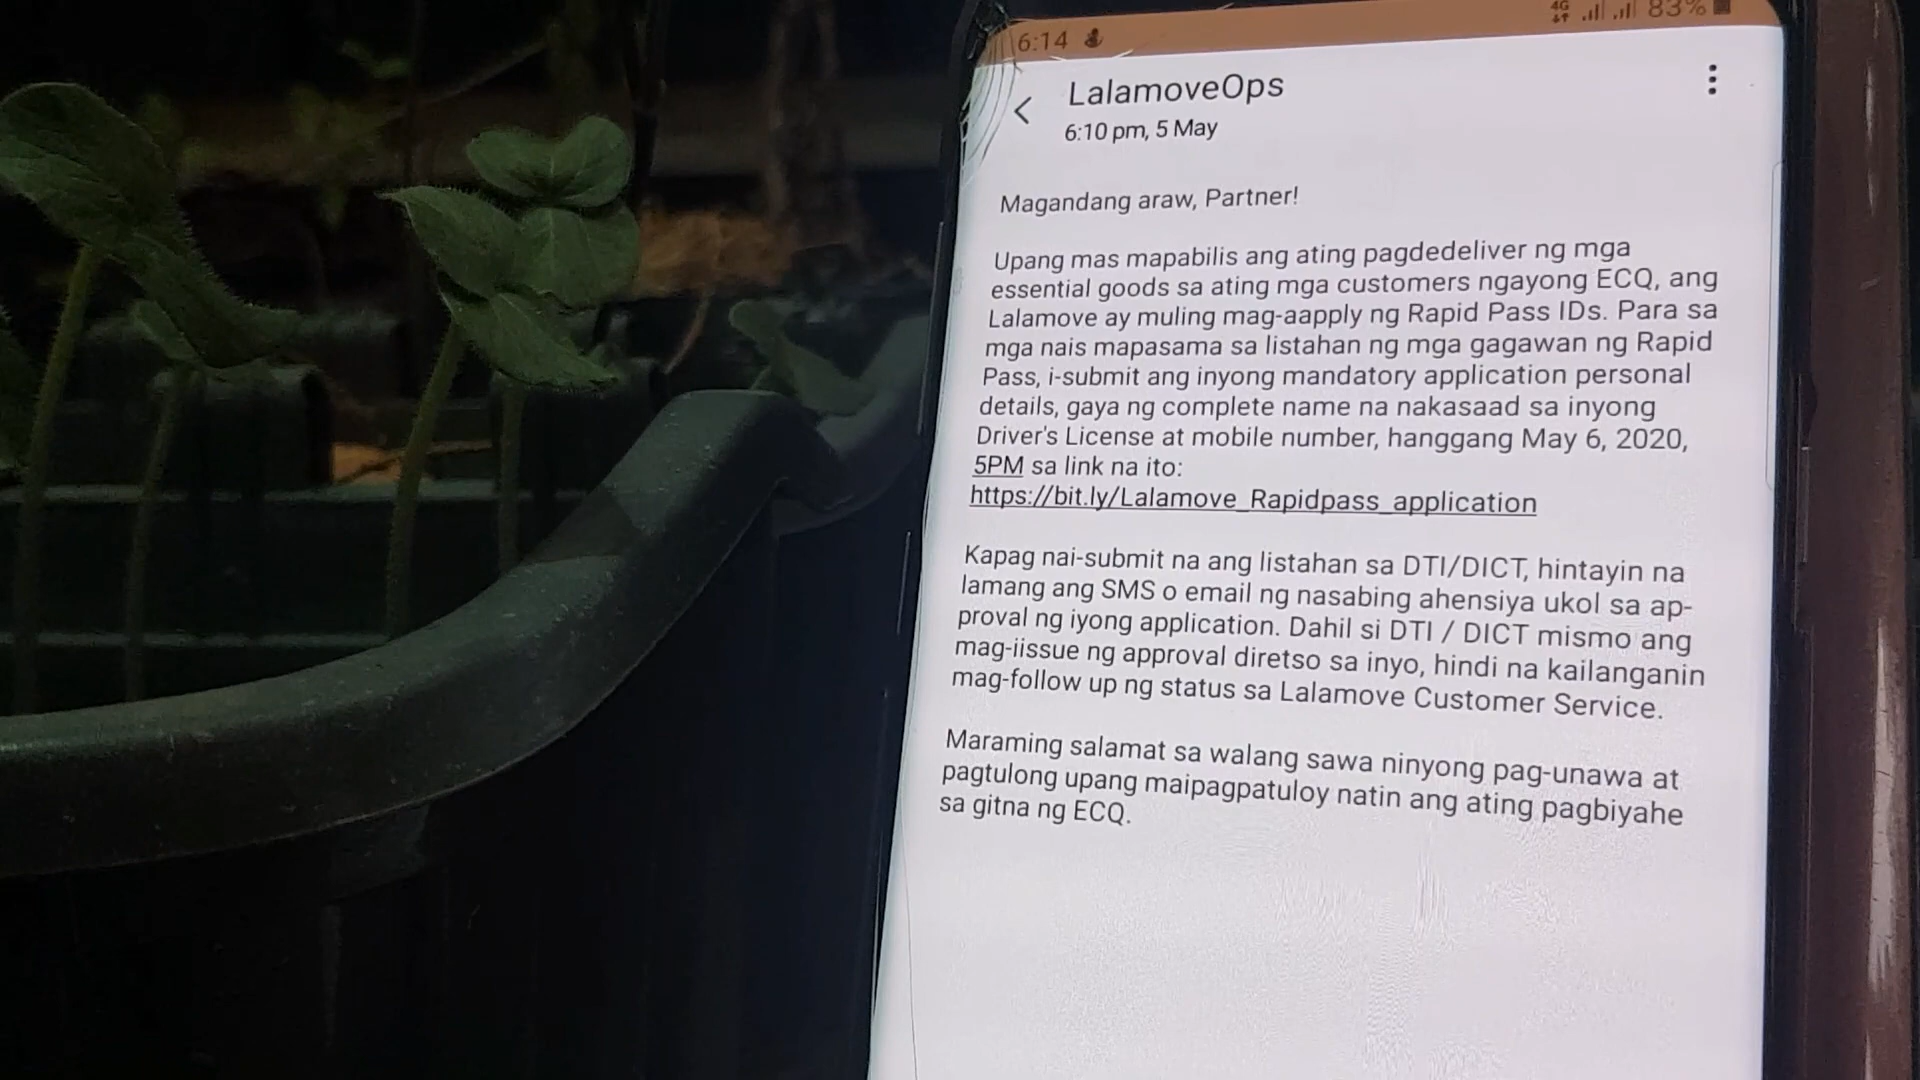 6:14
4G
83%
LalamoveOps
6:10 pm, 5 May
Magandang araw, Partner!
Upang mas mapabilis ang ating pagdedeliver ng mga
essential goods sa ating mga customers ngayong ECQ, ang
Lalamove ay muling mag-aapply ng Rapid Pass IDs. Para sa
mga nais mapasama sa listahan ng mga gagawan ng Rapid
Pass, i-submit ang inyong mandatory application personal
details, gaya ng complete name na nakasaad sa inyong
Driver's License at mobile number, hanggang May 6, 2020,
5PM sa link na ito:
https://bit.ly/Lalamove_Rapidpass_application
Kapag nai-submit na ang listahan sa DTI/DICT, hintayin na
lamang ang SMS o email ng nasabing ahensiya ukol sa ap-
proval ng iyong application. Dahil si DTI / DICT mismo ang
mag-iissue ng approval diretso sa inyo, hindi na kailanganin
mag-follow up ng status sa Lalamove Customer Service.
Maraming salamat sa walang sawa ninyong pag-unawa at
pagtulong upang maipagpatuloy natin ang ating pagbiyahe
sa gitna ng ECQ.